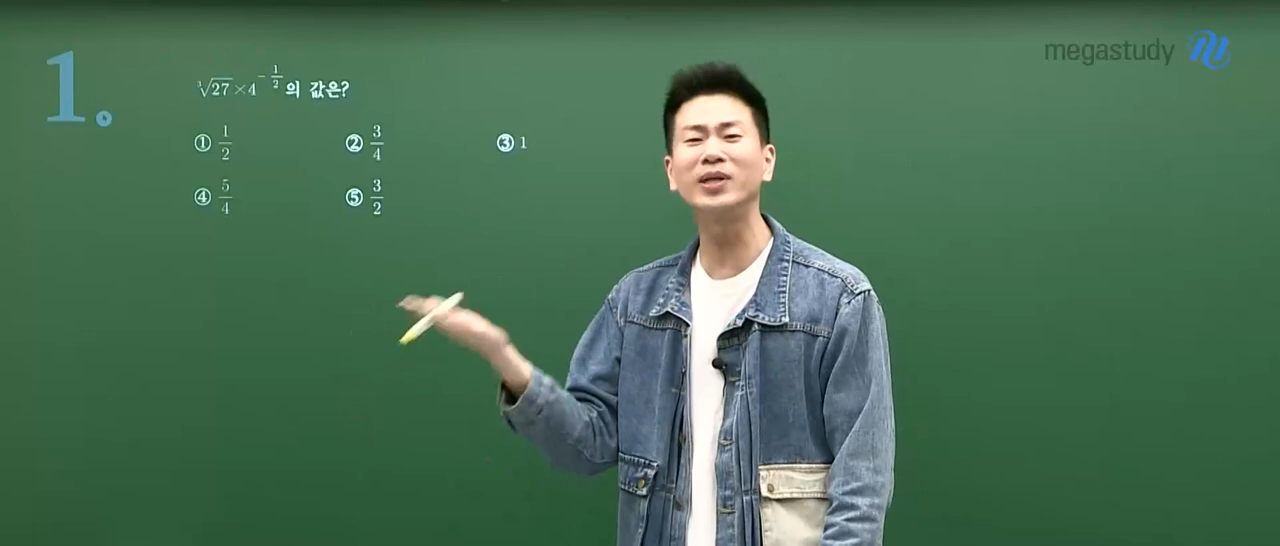 megastudy
1.
∛27 × 4^(-1/2) 의 값은?
① 1/2 ② 3/4 ③ 1
④ 5/4 ⑤ 3/2